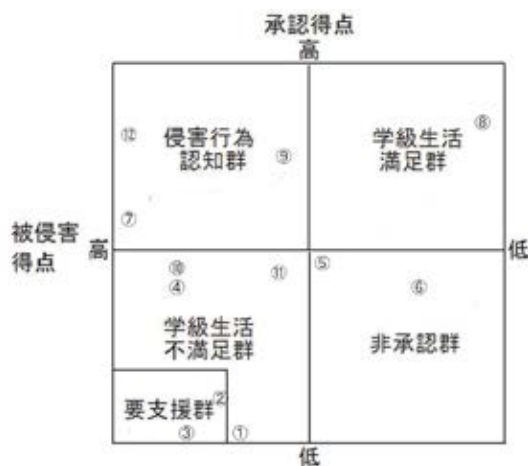 承認得点
高
⑧
⑫
侵害行為
認知群
⑨
学級生活
満足群
⑦
被侵害
得点
高
低
⑤
⑩
⑪
④
⑥
学級生活
不満足群
非承認群
要支援群
②
③
①
低